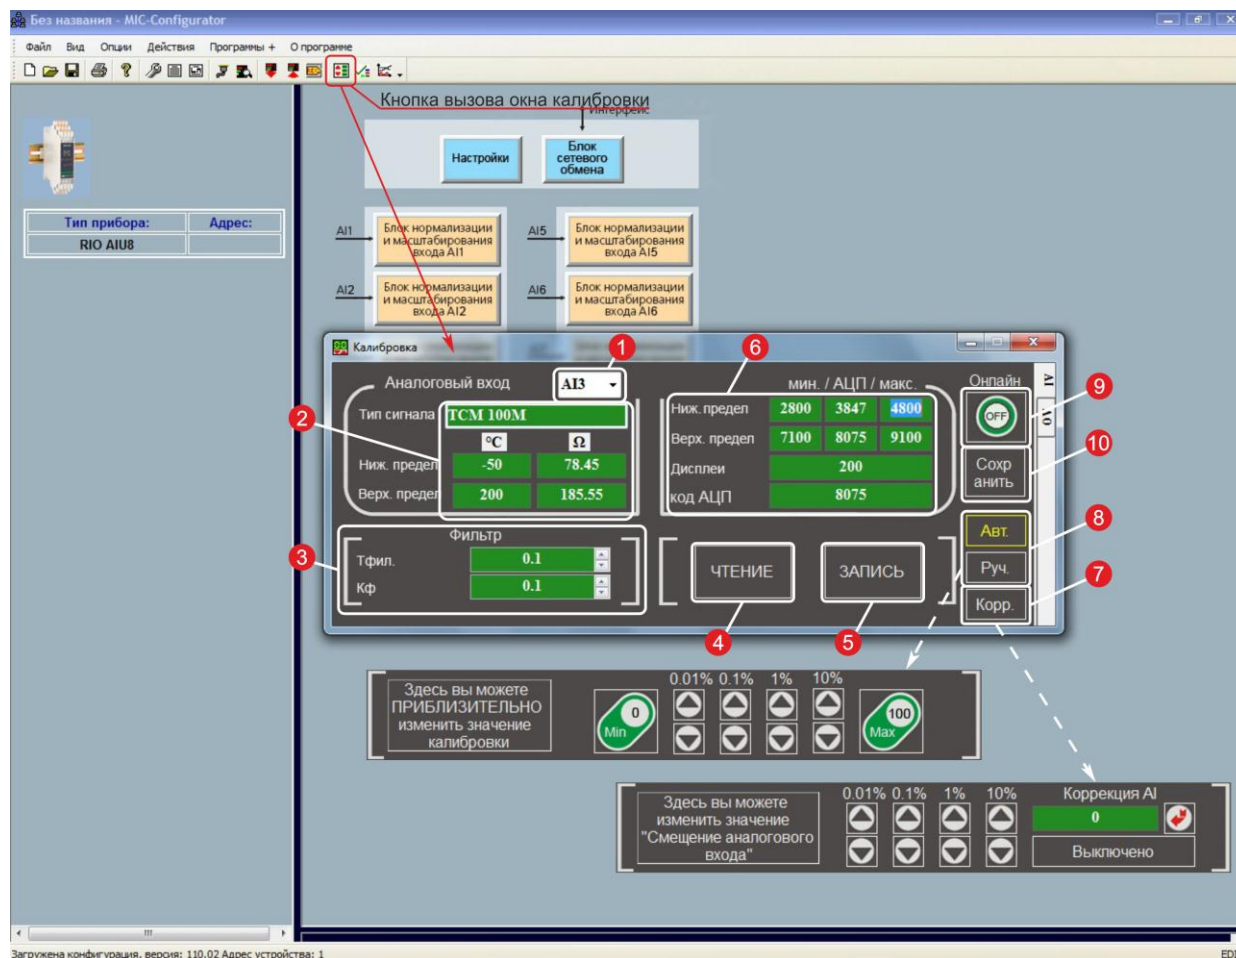 Без названия - MIC-Configurator
Файл Вид Опции Действия Программы + О программе
Кнопка вызова окна калибровки
Интерфейс
Настройки
Блок
сетевого
обмена
Тип прибора: Адрес:
RIO AIU8
AI1
Блок нормализации
и масштабирования
входа AI1
AI5
Блок нормализации
и масштабирования
входа AI5
AI2
Блок нормализации
и масштабирования
входа AI2
AI6
Блок нормализации
и масштабирования
входа AI6
Калибровка
1
6
Аналоговый вход AI3
мин. / АЦП / макс.
Онлайн
AI
AO
9
2
Тип сигнала ТСМ 100М
°C Ω
Ниж. предел -50 78.45
Верх. предел 200 185.55
Ниж. предел 2800 3847 4800
Верх. предел 7100 8075 9100
Дисплеи 200
код АЦП 8075
OFF
10
Сохр
анить
3
Фильтр
Тфил. 0.1
Кф 0.1
ЧТЕНИЕ
ЗАПИСЬ
Авт.
8
Руч.
7
Корр.
4
5
Здесь вы можете
ПРИБЛИЗИТЕЛЬНО
изменить значение
калибровки
0
Min
0.01% 0.1% 1% 10%
100
Max
Здесь вы можете
изменить значение
"Смещение аналогового
входа"
0.01% 0.1% 1% 10%
Коррекция AI
0
Выключено
Загружена конфигурация, версия: 110.02 Адрес устройства: 1